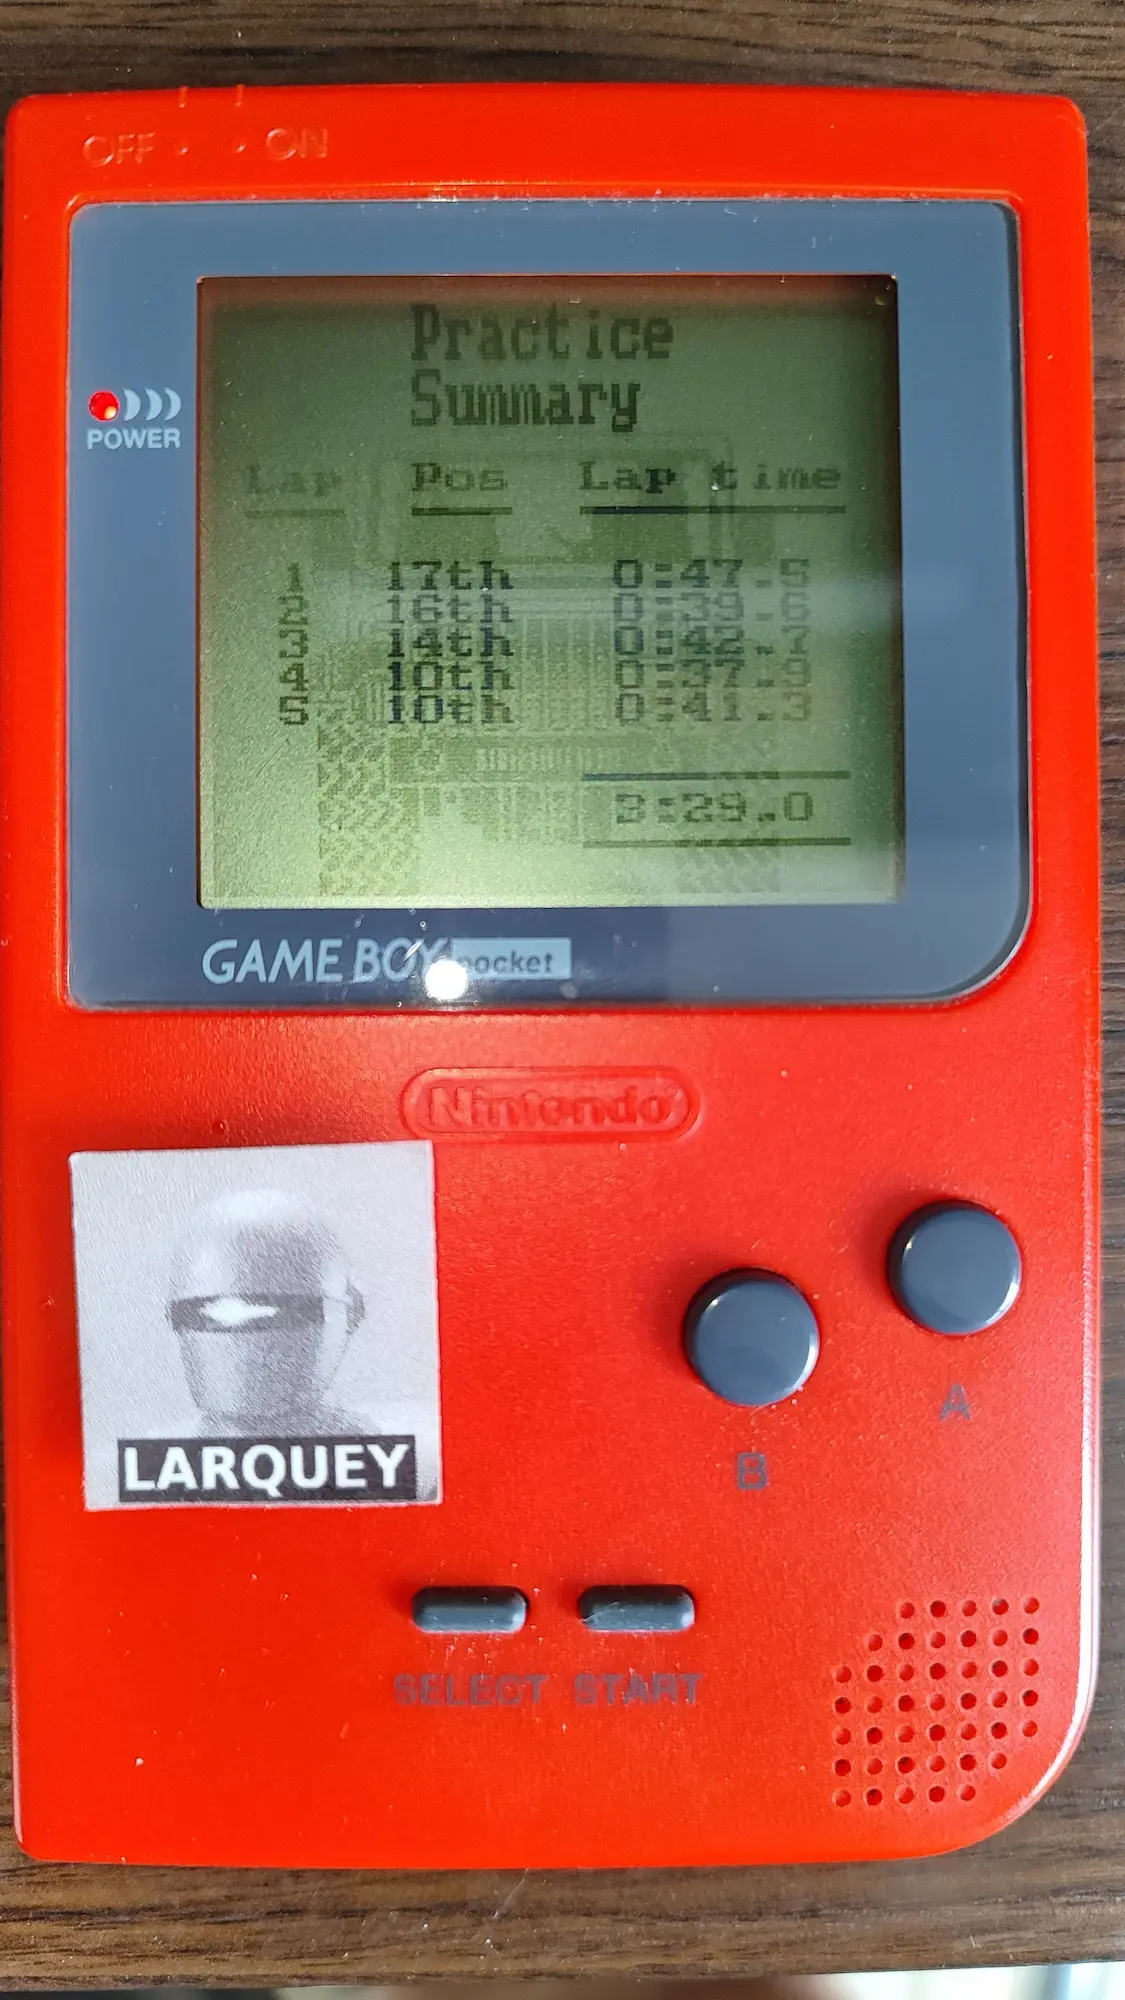 OFF ON
POWER
Practice
Summary
Lap Pos Lap time
1 17th 0:47.5
2 16th 0:39.6
3 14th 0:42.7
4 10th 0:37.9
5 10th 0:41.3
3:29.0
GAME BOY pocket
Nintendo
LARQUEY
A
B
SELECT START